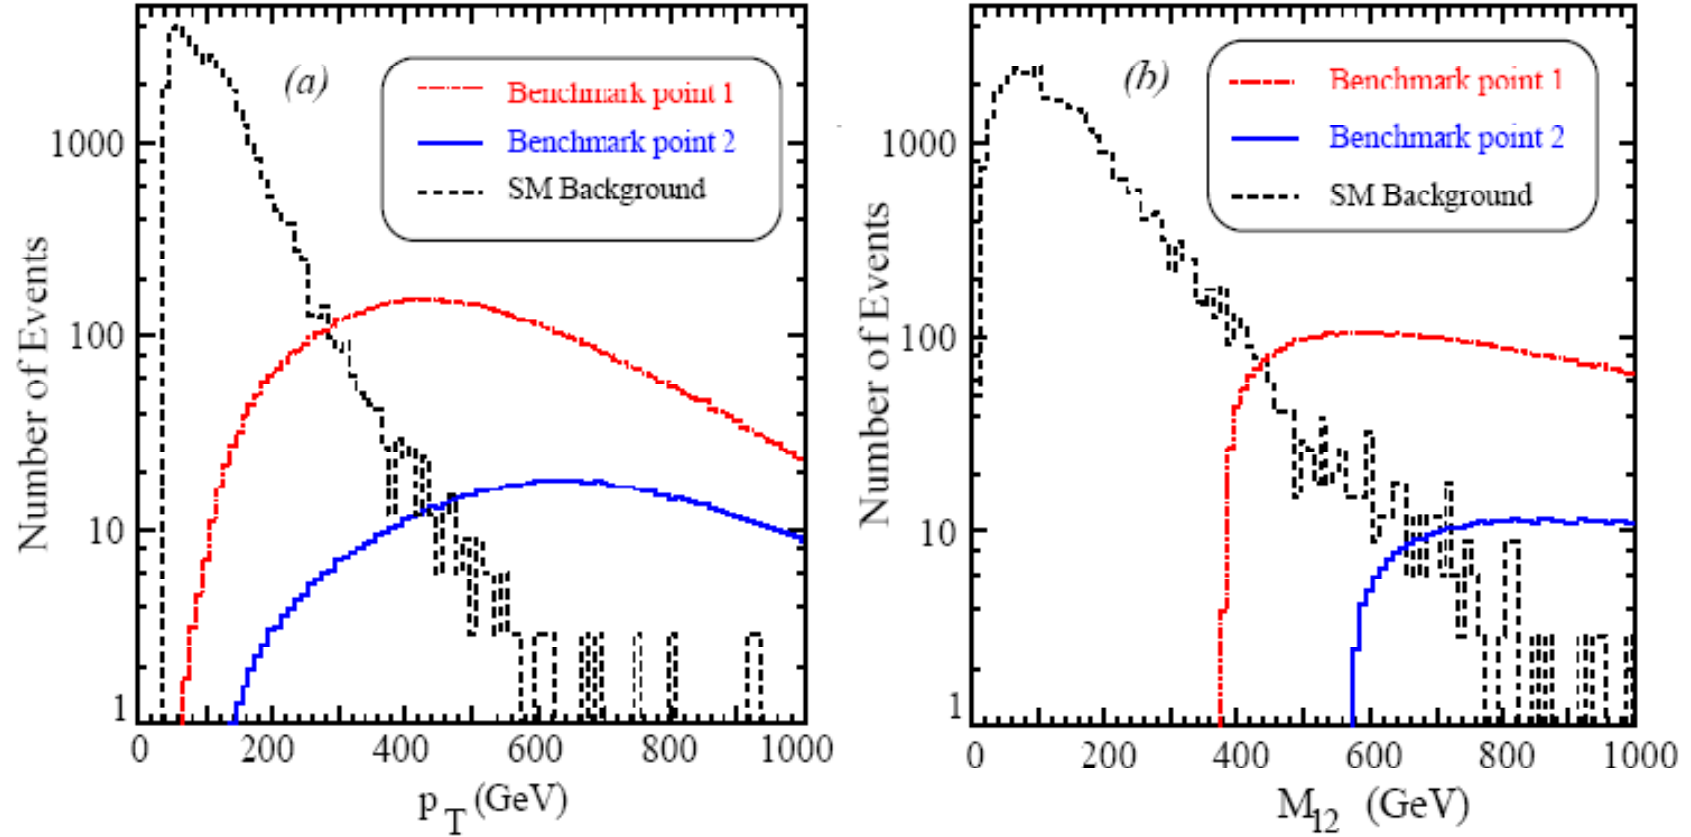 (a)
Benchmark point 1
Benchmark point 2
SM Background
1000
100
10
1
Number of Events
0 200 400 600 800 1000
p T (GeV)
(b)
Benchmark point 1
Benchmark point 2
SM Background
1000
100
10
1
Number of Events
0 200 400 600 800 1000
M 12 (GeV)